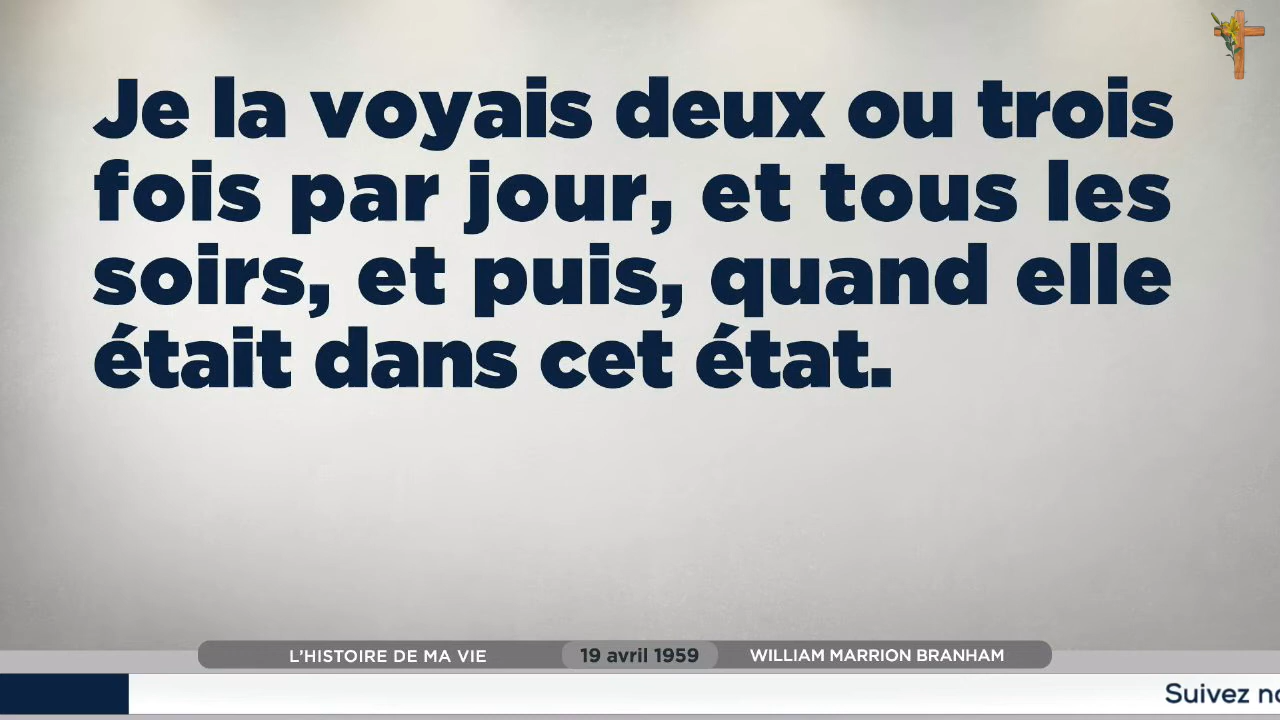 Je la voyais deux ou trois
fois par jour, et tous les
soirs, et puis, quand elle
était dans cet état.
L'HISTOIRE DE MA VIE
19 avril 1959
WILLIAM MARRION BRANHAM
Suivez